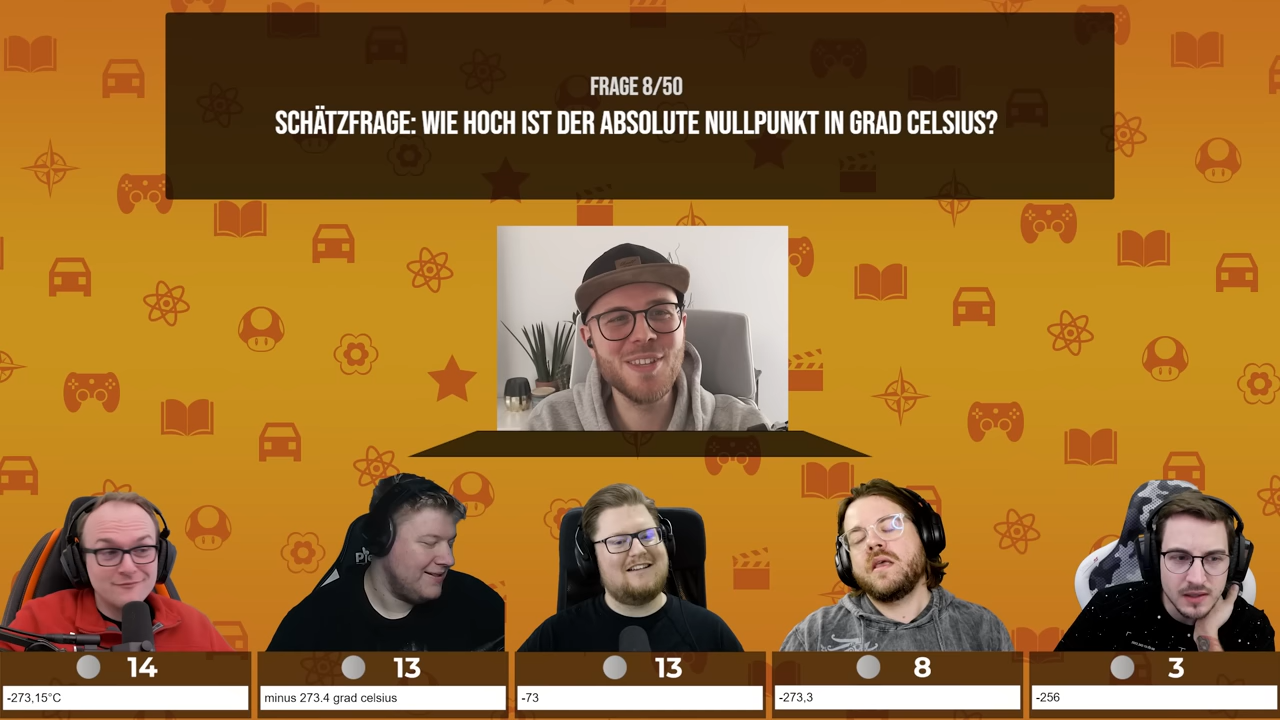 FRAGE 8/50
SCHÄTZFRAGE: WIE HOCH IST DER ABSOLUTE NULLPUNKT IN GRAD CELSIUS?
14
13
13
8
3
-273,15°C
minus 273.4 grad celsius
-73
-273,3
-256